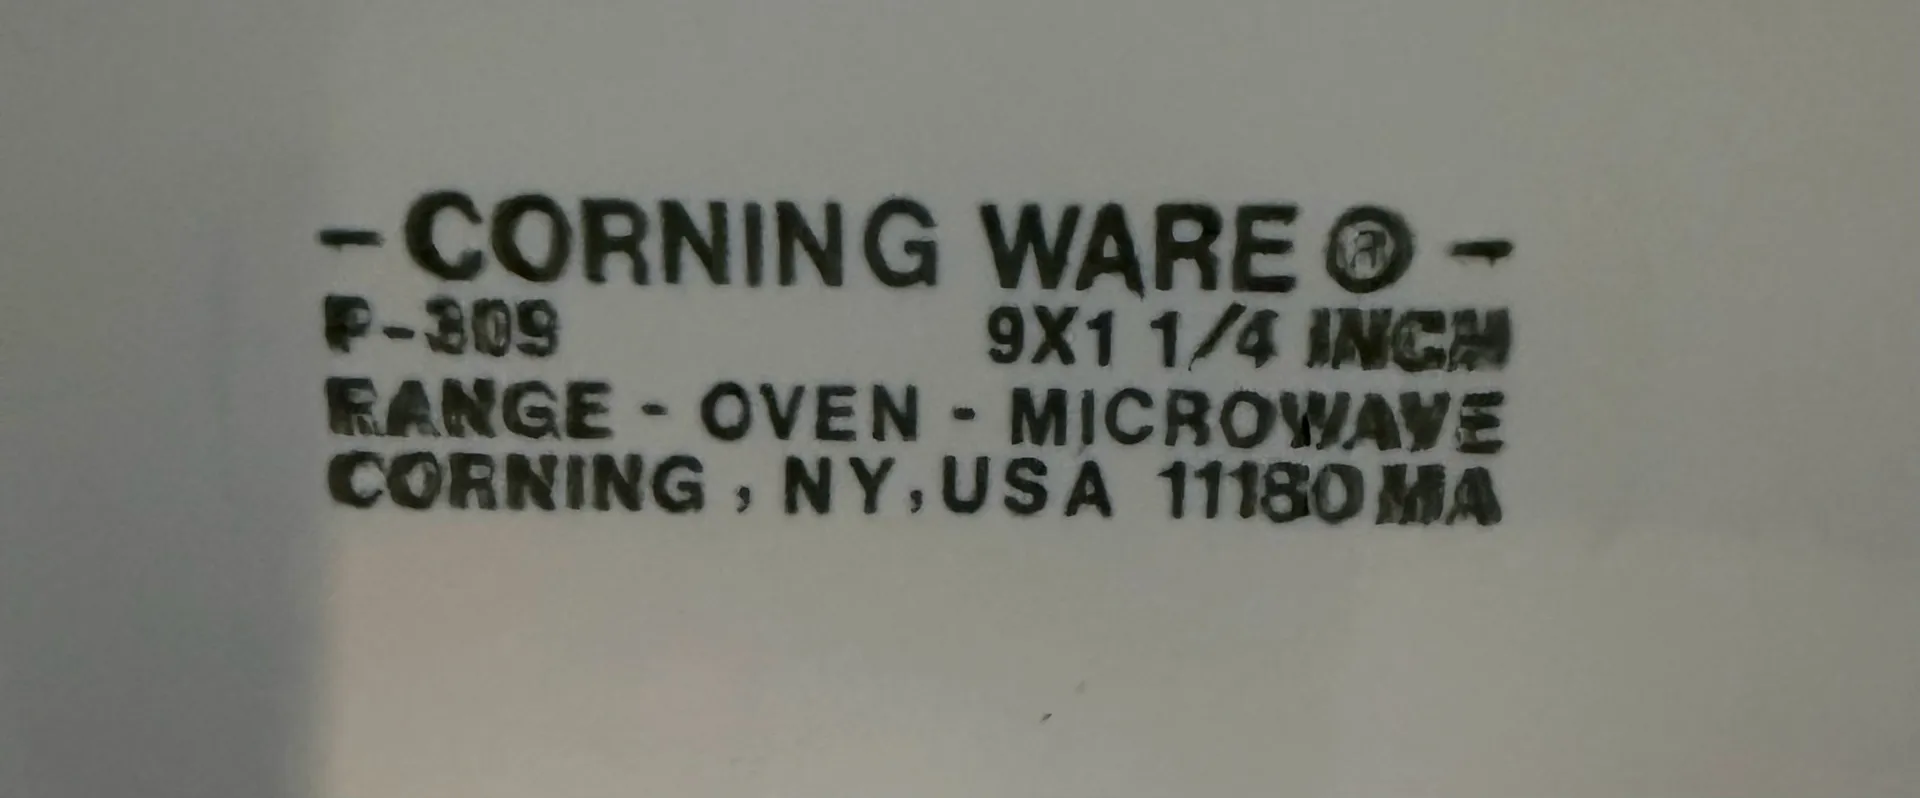 -CORNING WARE®-
P-309 9X1 1/4 INCH
RANGE - OVEN - MICROWAVE
CORNING, NY, USA 11180MA